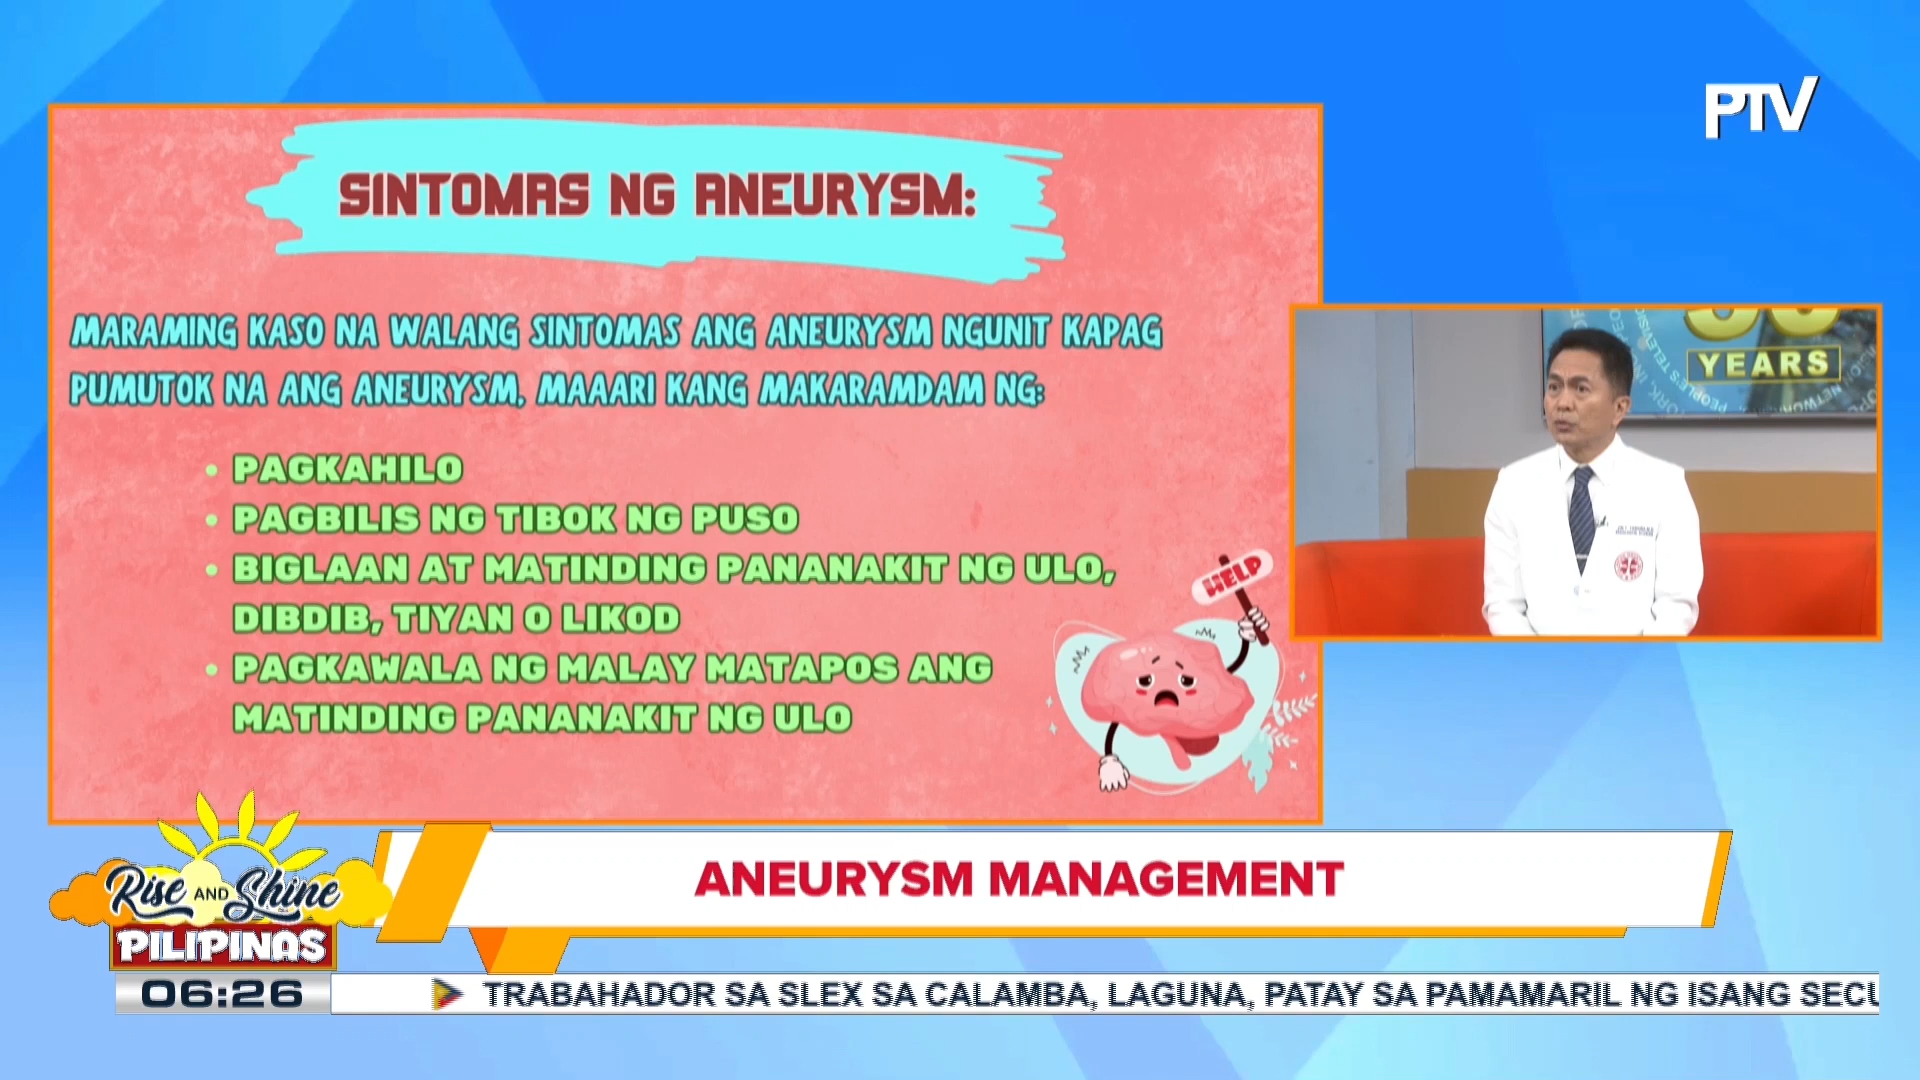 PTV
SINTOMAS NG ANEURYSM:
MARAMING KASO NA WALANG SINTOMAS ANG ANEURYSM NGUNIT KAPAG
PUMUTOK NA ANG ANEURYSM, MAAARI KANG MAKARAMDAM NG:
• PAGKAHILO
• PAGBILIS NG TIBOK NG PUSO
• BIGLAAN AT MATINDING PANANAKIT NG ULO,
DIBDIB, TIYAN O LIKOD
• PAGKAWALA NG MALAY MATAPOS ANG
MATINDING PANANAKIT NG ULO
HELP
YEARS
ANEURYSM MANAGEMENT
Rise AND Shine
PILIPINAS
06:26
TRABAHADOR SA SLEX SA CALAMBA, LAGUNA, PATAY SA PAMAMARIL NG ISANG SECU